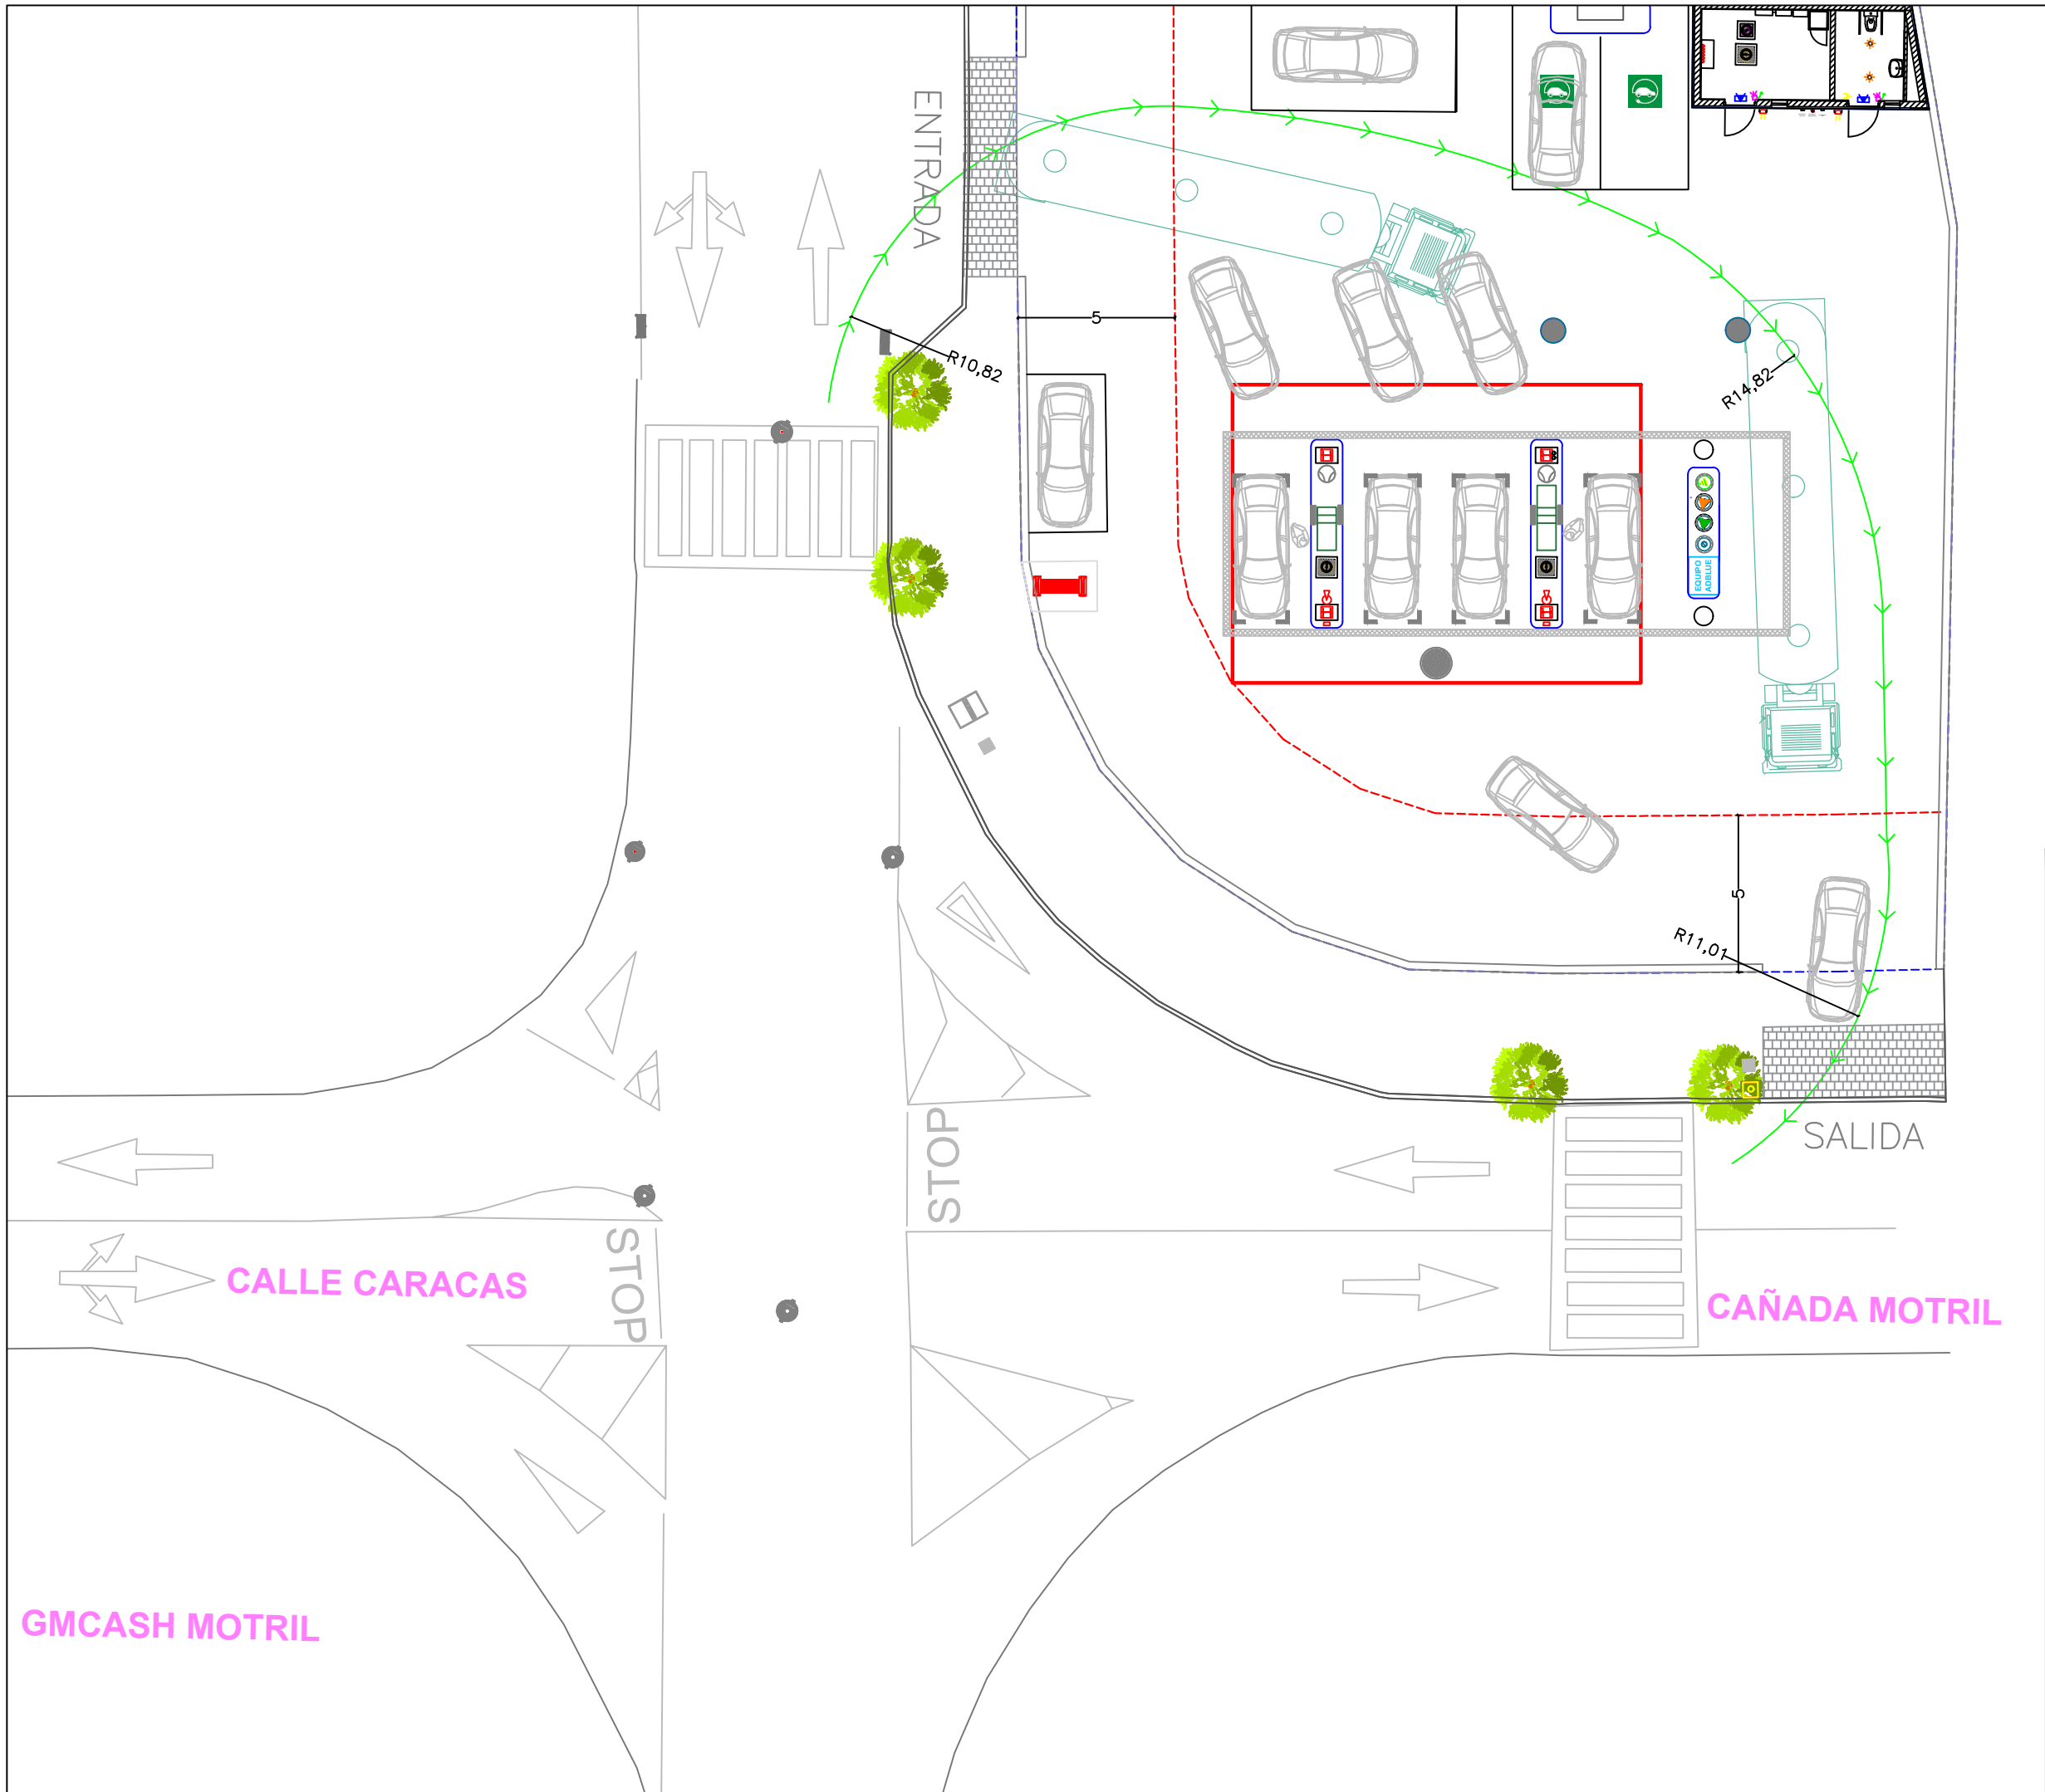 ENTRADA
5
R10,82
R14,82
EQUIPO
ADBLUE
5
R11,01
SALIDA
STOP
STOP
CALLE CARACAS
CAÑADA MOTRIL
GMCASH MOTRIL